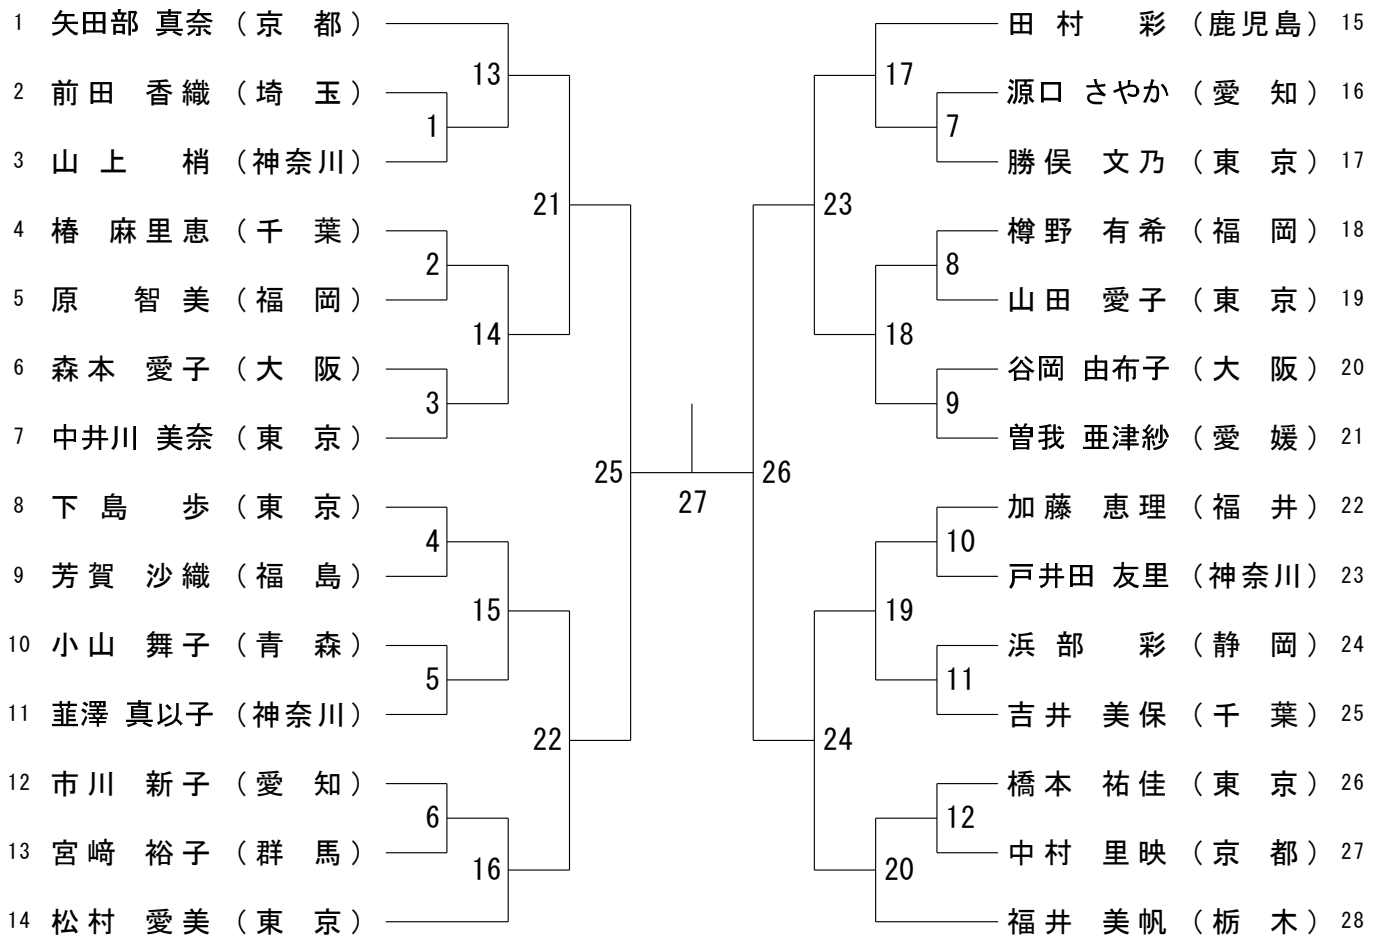 1 矢田部 真奈 (京 都)
13
2 前田 香織 (埼 玉)
1
3 山上 梢 (神奈川)
21
4 椿 麻里恵 (千 葉)
2
5 原 智美 (福 岡)
14
6 森本 愛子 (大 阪)
3
7 中井川 美奈 (東 京)
25
8 下島 歩 (東 京)
4
9 芳賀 沙織 (福 島)
15
10 小山 舞子 (青 森)
5
11 韮澤 真以子 (神奈川)
22
12 市川 新子 (愛 知)
6
13 宮﨑 裕子 (群 馬)
16
14 松村 愛美 (東 京)
27
田村 彩 (鹿児島) 15
17
源口 さやか (愛 知) 16
7
勝俣 文乃 (東 京) 17
23
樽野 有希 (福 岡) 18
8
山田 愛子 (東 京) 19
18
谷岡 由布子 (大 阪) 20
9
曽我 亜津紗 (愛 媛) 21
26
加藤 恵理 (福 井) 22
10
戸井田 友里 (神奈川) 23
19
浜部 彩 (静 岡) 24
11
吉井 美保 (千 葉) 25
24
橋本 祐佳 (東 京) 26
12
中村 里映 (京 都) 27
20
福井 美帆 (栃 木) 28